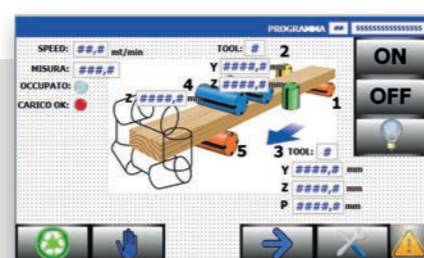 PROGRAMMA ## $$$$$$$$$$$$$$$$
SPEED: ##,# mt/min
MISURA: ###,#
OCCUPATO:
CARICO OK:
TOOL: # 2
Y ####,# mm
Z ####,# mm
4
Z ####,# mm
1
5
3 TOOL: #
Y ####,# mm
Z ####,# mm
P ####,# mm
ON
OFF